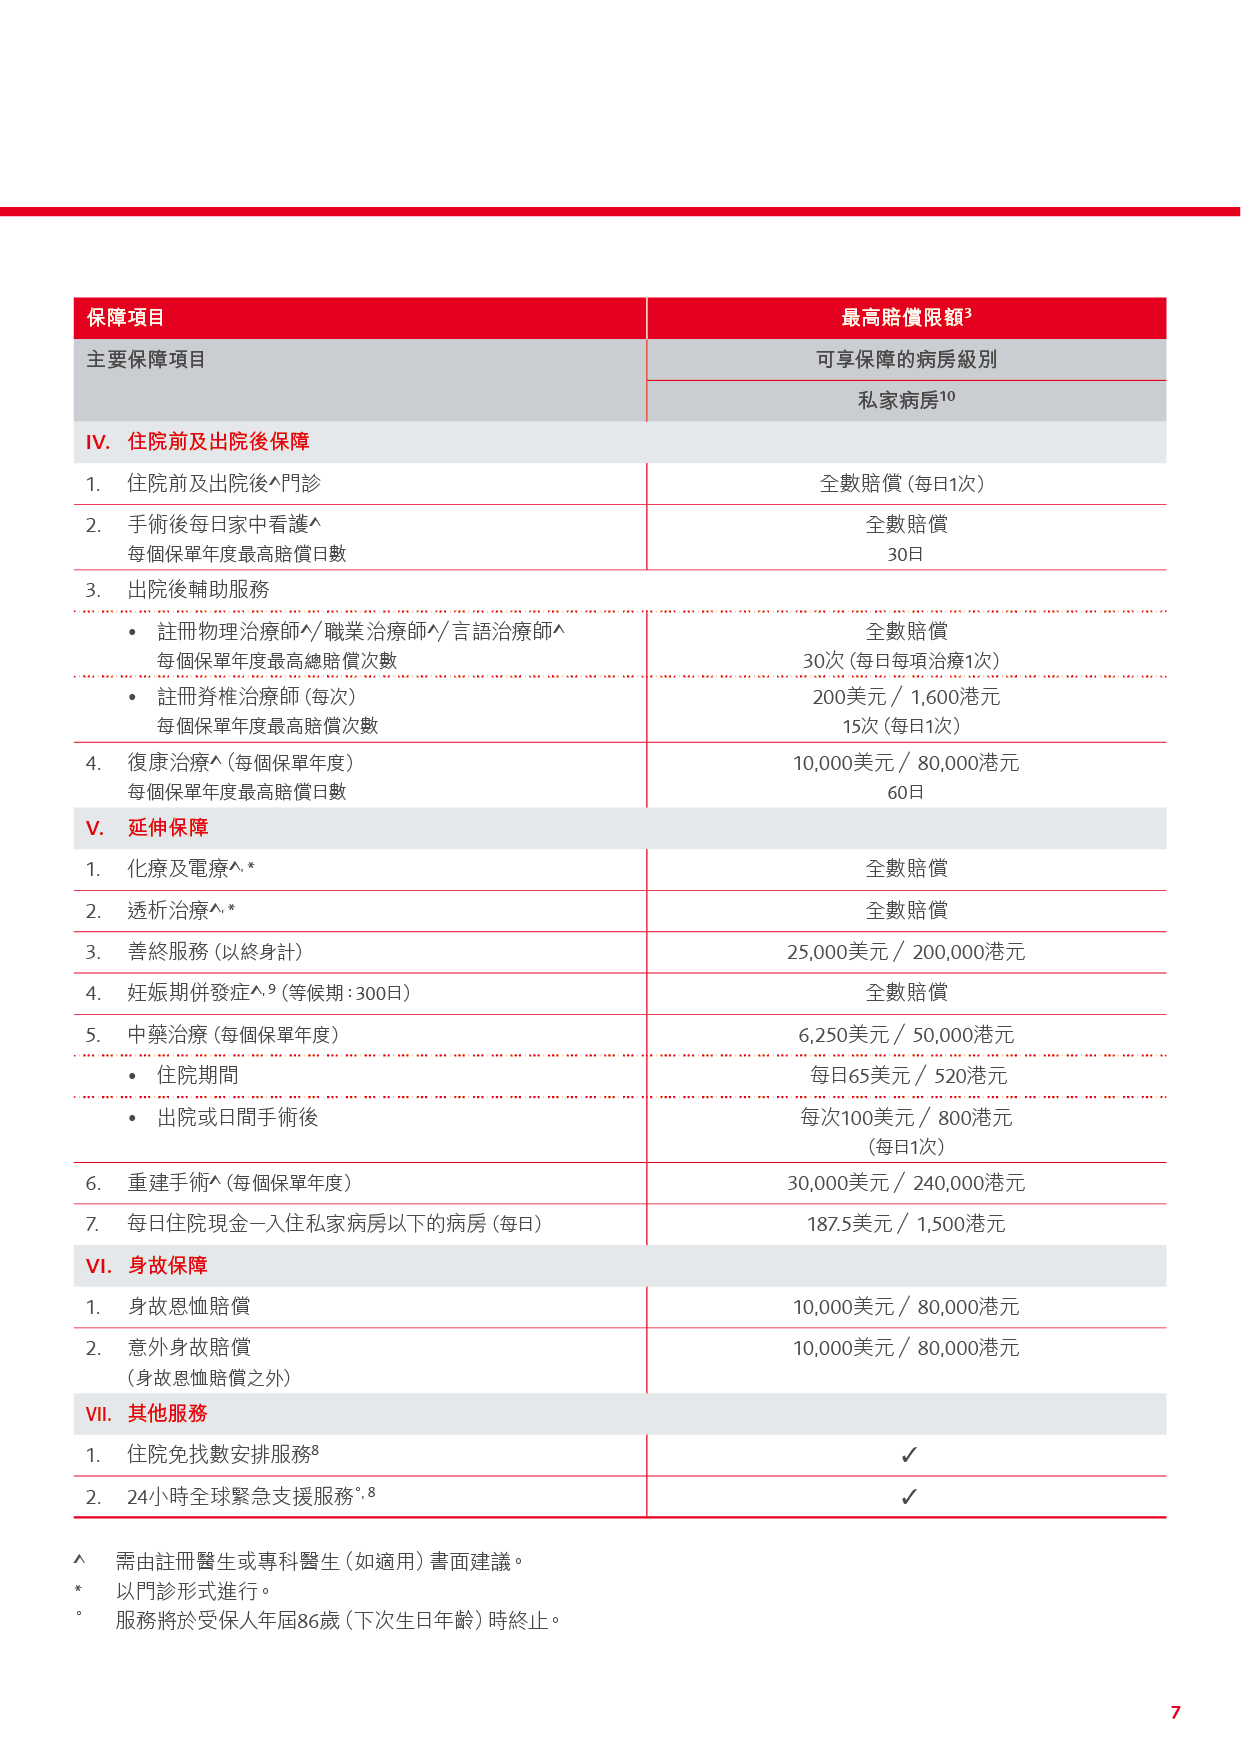 保障項目 最高賠償限額3
主要保障項目 可享保障的病房級別
私家病房10
IV. 住院前及出院後保障
1. 住院前及出院後^門診 全數賠償（每日1次）
2. 手術後每日家中看護^ 全數賠償
每個保單年度最高賠償日數 30日
3. 出院後輔助服務
• 註冊物理治療師^/職業治療師^/言語治療師^ 全數賠償
每個保單年度最高總賠償次數 30次（每日每項治療1次）
• 註冊脊椎治療師（每次） 200美元 / 1,600港元
每個保單年度最高賠償次數 15次（每日1次）
4. 復康治療^（每個保單年度） 10,000美元 / 80,000港元
每個保單年度最高賠償日數 60日
V. 延伸保障
1. 化療及電療^, * 全數賠償
2. 透析治療^, * 全數賠償
3. 善終服務（以終身計） 25,000美元 / 200,000港元
4. 妊娠期併發症^, 9（等候期：300日） 全數賠償
5. 中藥治療（每個保單年度） 6,250美元 / 50,000港元
• 住院期間 每日65美元 / 520港元
• 出院或日間手術後 每次100美元 / 800港元
（每日1次）
6. 重建手術^（每個保單年度） 30,000美元 / 240,000港元
7. 每日住院現金－入住私家病房以下的病房（每日） 187.5美元 / 1,500港元
VI. 身故保障
1. 身故恩恤賠償 10,000美元 / 80,000港元
2. 意外身故賠償 10,000美元 / 80,000港元
（身故恩恤賠償之外）
VII. 其他服務
1. 住院免找數安排服務8 ✓
2. 24小時全球緊急支援服務°, 8 ✓
^ 需由註冊醫生或專科醫生（如適用）書面建議。
* 以門診形式進行。
° 服務將於受保人年屆86歲（下次生日年齡）時終止。
7